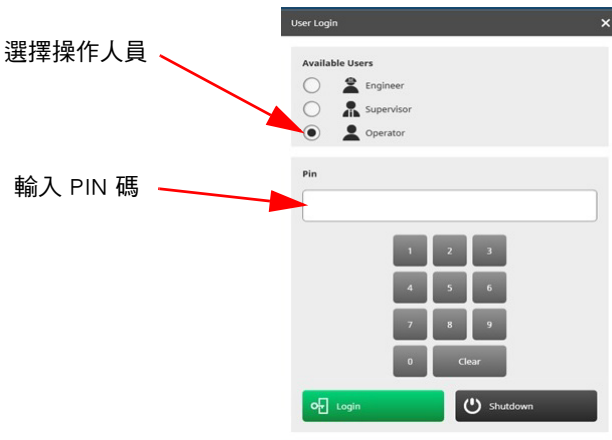 User Login
選擇操作人員
Available Users
Engineer
Supervisor
Operator
輸入 PIN 碼
Pin
1 2 3
4 5 6
7 8 9
0 Clear
Login Shutdown